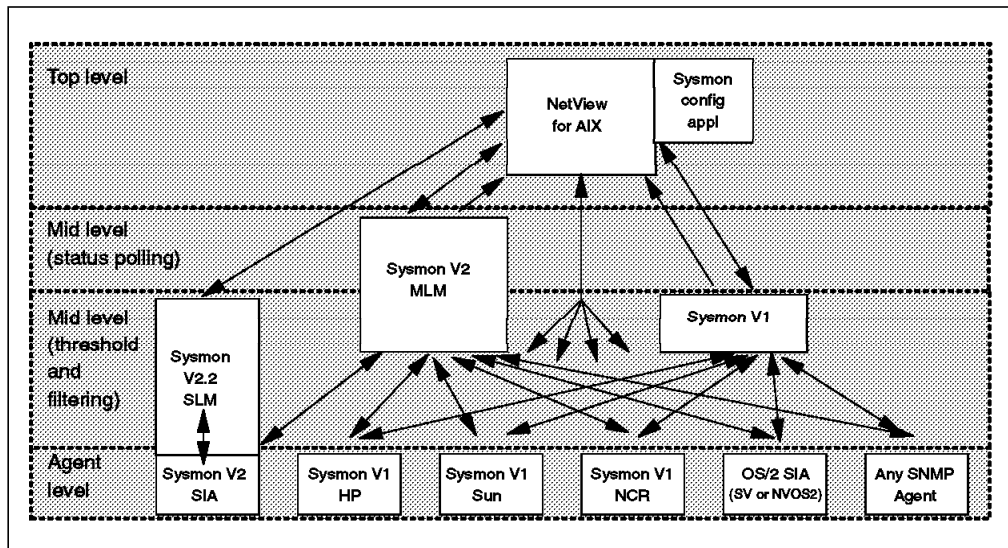 Top level
NetView
for AIX
Sysmon
config
appl
Mid level
(status polling)
Sysmon V2
MLM
Mid level
(threshold
and
filtering)
Sysmon
V2.2
SLM
Sysmon V1
Agent
level
Sysmon V2
SIA
Sysmon V1
HP
Sysmon V1
Sun
Sysmon V1
NCR
OS/2 SIA
(SV or NVOS2)
Any SNMP
Agent